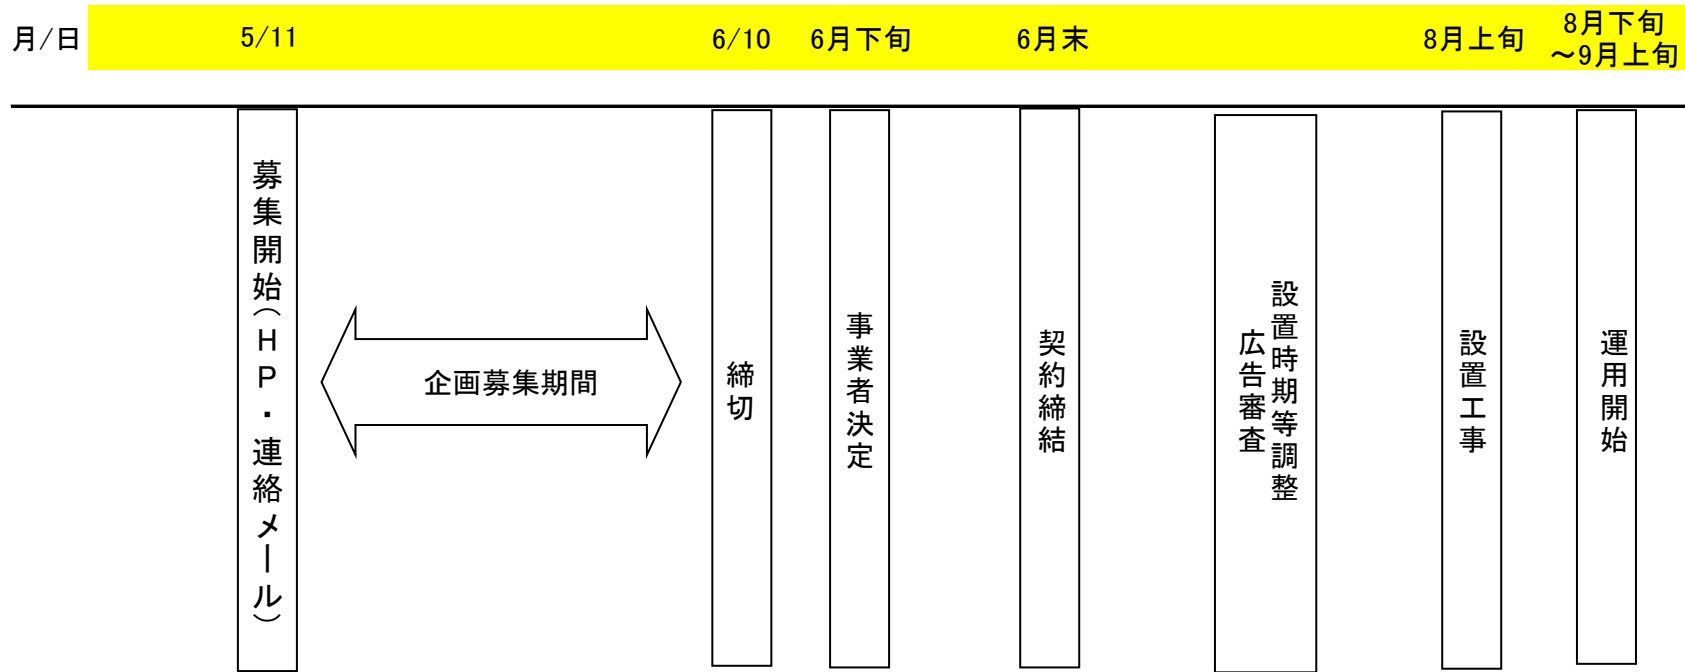 月/日
5/11
6/10
6月下旬
6月末
8月上旬
8月下旬
～9月上旬
募集開始（ＨＰ・連絡メール）
企画募集期間
締切
事業者決定
契約締結
設置時期等調整
広告審査
設置工事
運用開始